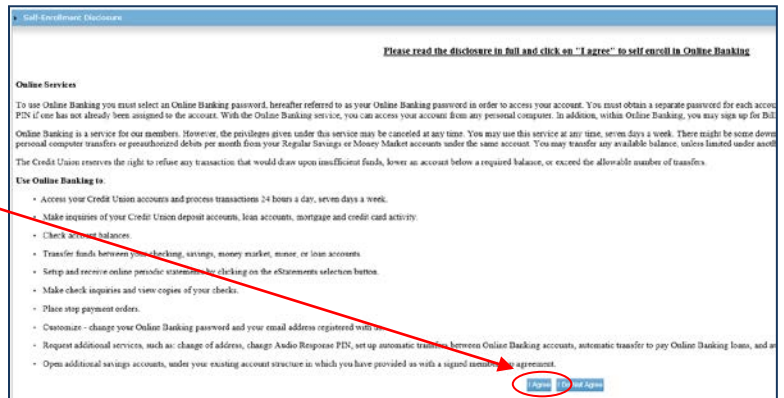 Self-Enrollment Disclosure
Please read the disclosure in full and click on "I agree" to self enroll in Online Banking
Online Services
To use Online Banking you must select an Online Banking password, hereafter referred to as your Online Banking password in order to access your account. You must obtain a separate password for each accou
PIN if one has not already been assigned to the account. With the Online Banking service, you can access your account from any personal computer. In addition, within Online Banking, you may sign up for Bill
Online Banking is a service for our members. However, the privileges given under this service may be canceled at any time. You may use this service at any time, seven days a week. There might be some down
personal computer transfers or preauthorized debits per month from your Regular Savings or Money Market accounts under the same account. You may transfer any available balance, unless limited under anoth
The Credit Union reserves the right to refuse any transaction that would draw upon insufficient funds, lower an account below a required balance, or exceed the allowable number of transfers.
Use Online Banking to:
• Access your Credit Union accounts and process transactions 24 hours a day, seven days a week.
• Make inquiries of your Credit Union deposit accounts, loan accounts, mortgage and credit card activity.
• Check account balances.
• Transfer funds between your checking, savings, money market, minor, or loan accounts
• Setup and receive online periodic statements by clicking on the eStatements selection button.
• Make check inquiries and view copies of your checks.
• Place stop payment orders.
• Customize - change your Online Banking password and your email address registered with us.
• Request additional services, such as: change of address, change Audio Response PIN, set up automatic transfers between Online Banking accounts, automatic transfer to pay Online Banking loans, and
• Open additional savings accounts, under your existing account structure in which you have provided us with a signed membership agreement.
I Agree I Do Not Agree